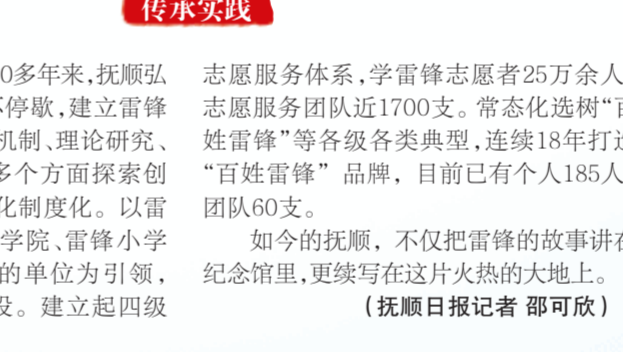 传承实践
0多年来,抚顺弘
停歇,建立雷锋
机制、理论研究、
多个方面探索创
化制度化。以雷
学院、雷锋小学
的单位为引领,
设。建立起四级
志愿服务体系,学雷锋志愿者25万余人
志愿服务团队近1700支。常态化选树“百
姓雷锋”等各级各类典型,连续18年打造
“百姓雷锋”品牌,目前已有个人185人
团队60支。
如今的抚顺,不仅把雷锋的故事讲在
纪念馆里,更续写在这片火热的大地上。
(抚顺日报记者 邵可欣)